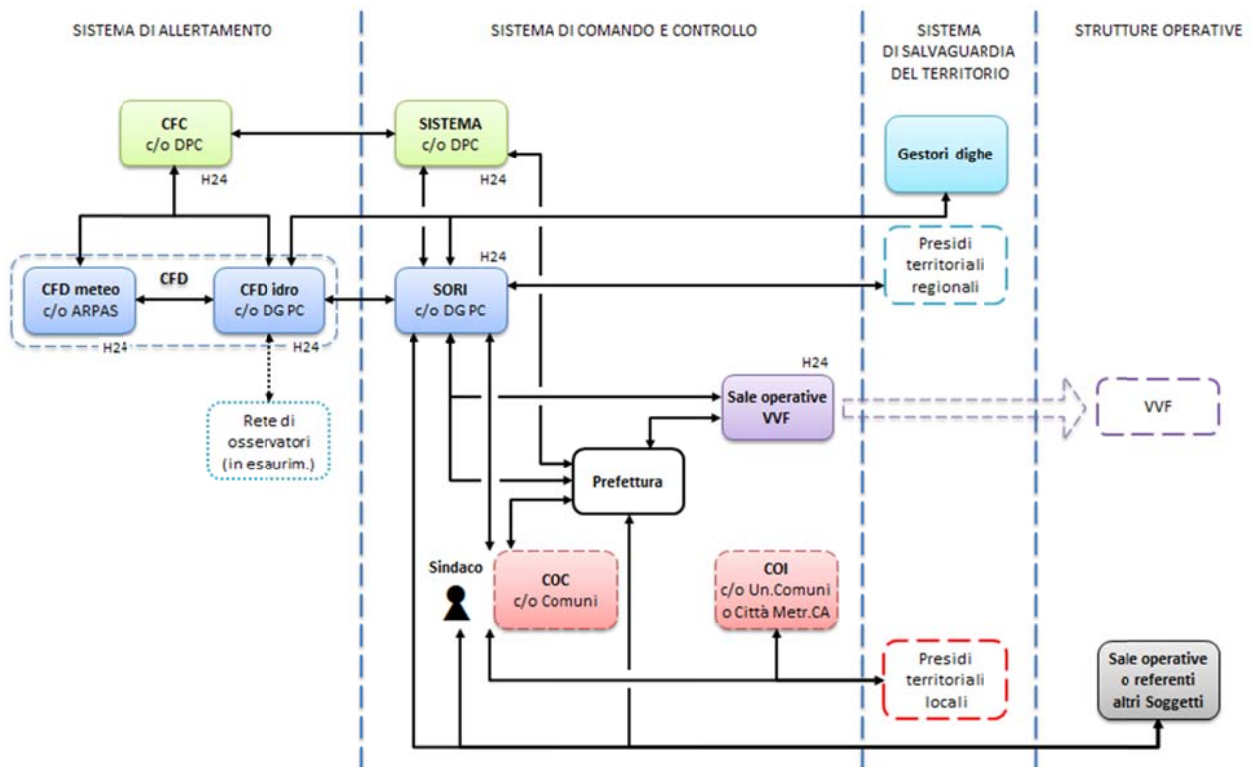 SISTEMA DI ALLERTAMENTO
SISTEMA DI COMANDO E CONTROLLO
SISTEMA
DI SALVAGUARDIA
DEL TERRITORIO
STRUTTURE OPERATIVE
CFC
c/o DPC
H24
SISTEMA
c/o DPC
H24
Gestori dighe
CFD meteo
c/o ARPAS
H24
CFD
CFD idro
c/o DG PC
H24
H24
SORI
c/o DG PC
Presidi
territoriali
regionali
Rete di
osservatori
(in esaurim.)
H24
Sale operative
VVF
VVF
Prefettura
Sindaco
COC
c/o Comuni
COI
c/o Un.Comuni
o Città Metr.CA
Presidi
territoriali
locali
Sale operative
o referenti
altri Soggetti